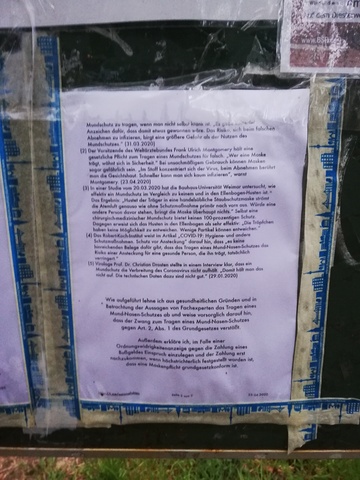 Mundschutz zu tragen, wenn man nicht selbst krank ist. „Es gibt keinerlei
Anzeichen dafür, dass damit etwas gewonnen wäre. Das Risiko, sich beim falschen
Abnehmen zu infizieren, birgt eine größere Gefahr als der Nutzen des
Mundschutzes." (31.03.2020)
(2) Der Vorsitzende des Weltärztebundes Frank Ulrich Montgomery hält eine
gesetzliche Pflicht zum Tragen eines Mundschutzes für falsch. „Wer eine Maske
trägt, wähnt sich in Sicherheit." Bei unsachmäßigem Gebrauch können Masken
sogar gefährlich sein. „Im Stoff konzentriert sich der Virus, beim Abnehmen berührt
man die Gesichtshaut. Schneller kann man sich kaum infizieren", warnt
Montgomery. (23.04.2020)
(3) In einer Studie vom 20.03.2020 hat die Bauhaus-Universität Weimar untersucht, wie
effektiv ein Mundschutz im Vergleich zu keinem und in den Ellenbogen-Husten ist.
Das Ergebnis: „Hustet der Träger in eine handelsübliche Staubschutzmaske strömt
die Atemluft genauso wie ohne Schutzmaßnahme primär nach vorn. Würde eine
andere Person davon stehen, bringt die Maske überhaupt nichts." Selbst eine
chirurgisch-medizinischer Mundschutz bietet keinen 100-prozentigen Schutz.
Dagegen erweist sich das Husten in den Ellenbogen als sehr effektiv: „Die Tröpfchen
haben keine Möglichkeit zu entweichen. Wenige Partikel können entweichen."
(4) Das Robert-Koch-Institut weist im Artikel „COVID-19: Hygiene und andere
Schutzmaßnahmen, Schutz vor Ansteckung" darauf hin, dass „es keine
hinreichenden Belege dafür gibt, dass das Tragen eines Mund-Nasen-Schutzes das
Risiko einer Ansteckung für eine gesunde Person, die ihn trägt, tatsächlich
verringert."
(5) Virologe Prof. Dr. Christian Drosten stellte in einem Interview klar, dass ein
Mundschutz die Verbreitung des Coronavirus nicht aufhält. „Damit hält man das
nicht auf. Die technischen Daten dazu sind nicht gut." (29.01.2020)
Wie aufgeführt lehne ich aus gesundheitlichen Gründen und in
Betrachtung der Aussagen von Fachexperten das Tragen eines
Mund-Nasen-Schutzes ab und weise vorsorglich darauf hin,
dass der Zwang zum Tragen eines Mund-Nasen-Schutzes
gegen Art. 2, Abs. 1 des Grundgesetzes verstößt.
Außerdem erkläre ich, im Falle einer
Ordnungswidrigkeitsanzeige gegen die Zahlung eines
Bußgeldes Einspruch einzulegen und der Zahlung erst
nachzukommen, wenn höchstrichterlich festgestellt worden ist,
dass eine Maskenpflicht grundgesetzkonform ist.